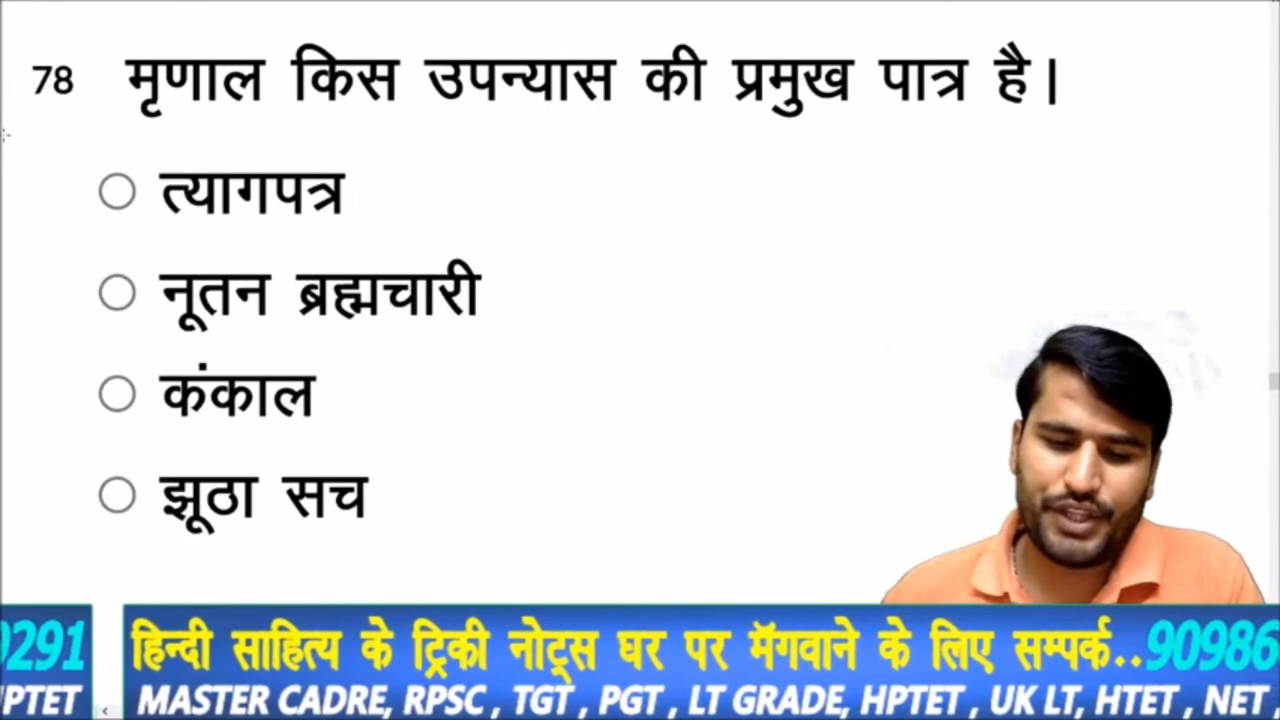 78 मृणाल किस उपन्यास की प्रमुख पात्र है।
त्यागपत्र
नूतन ब्रह्मचारी
कंकाल
झूठा सच
हिन्दी साहित्य के ट्रिकी नोट्स घर पर मॅगवाने के लिए सम्पर्क..90986
MASTER CADRE, RPSC , TGT , PGT , LT GRADE, HPTET , UK LT, HTET , NET ,